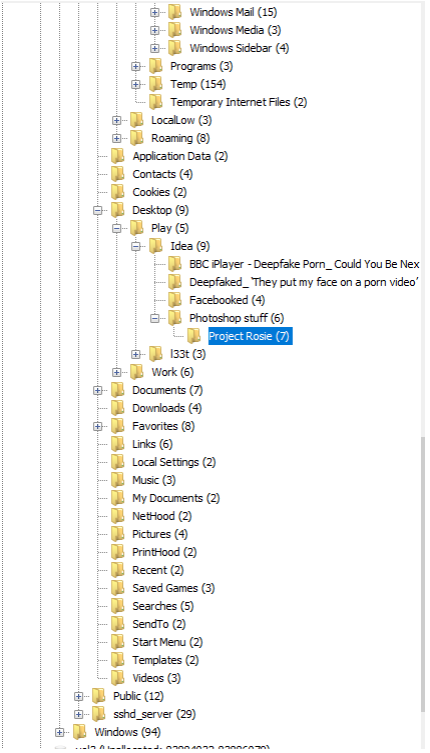 Windows Mail (15)
Windows Media (3)
Windows Sidebar (4)
Programs (3)
Temp (154)
Temporary Internet Files (2)
LocalLow (3)
Roaming (8)
Application Data (2)
Contacts (4)
Cookies (2)
Desktop (9)
Play (5)
Idea (9)
BBC iPlayer - Deepfake Porn_ Could You Be Nex
Deepfaked_ 'They put my face on a porn video'
Facebooked (4)
Photoshop stuff (6)
Project Rosie (7)
l33t (3)
Work (6)
Documents (7)
Downloads (4)
Favorites (8)
Links (6)
Local Settings (2)
Music (3)
My Documents (2)
NetHood (2)
Pictures (4)
PrintHood (2)
Recent (2)
Saved Games (3)
Searches (5)
SendTo (2)
Start Menu (2)
Templates (2)
Videos (3)
Public (12)
sshd_server (29)
Windows (94)